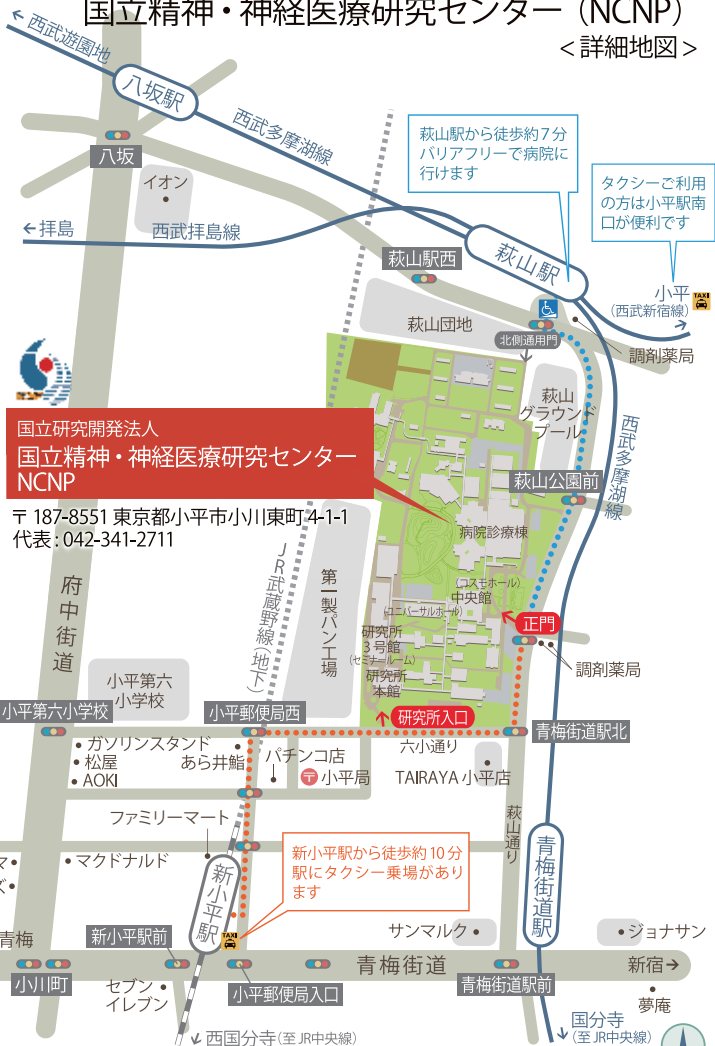 国立精神・神経医療研究センター（NCNP）
＜詳細地図＞
←西武遊園地
八坂駅
西武多摩湖線
八坂
イオン
萩山駅から徒歩約7分
バリアフリーで病院に
行けます
タクシーご利用
の方は小平駅南
口が便利です
←拝島
西武拝島線
萩山駅西
萩山駅
小平
(西武新宿線)
TAXI
萩山団地
北側通用門
調剤薬局
萩山
グラウンド
プール
西武多摩湖線
国立研究開発法人
国立精神・神経医療研究センター
NCNP
〒187-8551 東京都小平市小川東町4-1-1
代表：042-341-2711
萩山公園前
病院診療棟
JR武蔵野線（地下）
第一製パン工場
府中街道
(コスモホール)
中央館
(ユニバーサルホール)
正門
研究所
3号館
(セミナールーム)
研究所
本館
調剤薬局
小平第六
小学校
小平第六小学校
小平郵便局西
研究所入口
青梅街道駅北
六小通り
ガソリンスタンド
松屋
あら井鮨
AOKI
パチンコ店
〒小平局
TAIRAYA 小平店
ファミリーマート
萩山通り
マクドナルド
新小平駅
新小平駅から徒歩約10分
駅にタクシー乗場があり
ます
青梅街道駅
TAXI
青梅
新小平駅前
サンマルク
ジョナサン
小川町
セブン
イレブン
小平郵便局入口
青梅街道
青梅街道駅前
新宿→
夢庵
西国分寺(至JR中央線)
国分寺
(至JR中央線)